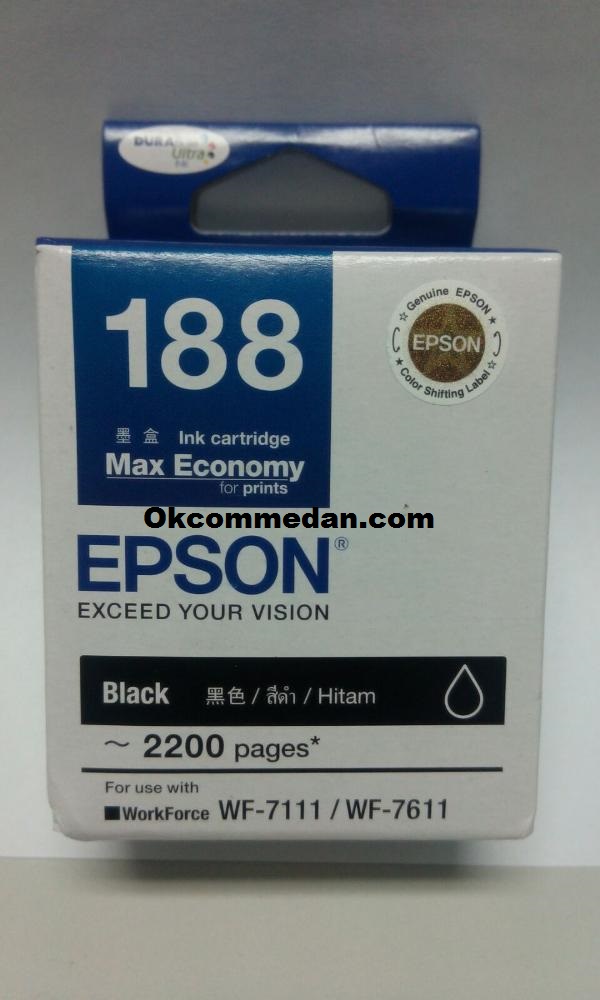 DURA
Ultra
188
Genuine EPSON
EPSON
Color Shifting Label
墨盒 Ink cartridge
Max Economy
for prints
Okcommedan.com
EPSON®
EXCEED YOUR VISION
Black 黑色 / สีดำ / Hitam
~ 2200 pages*
For use with
WorkForce WF-7111 / WF-7611